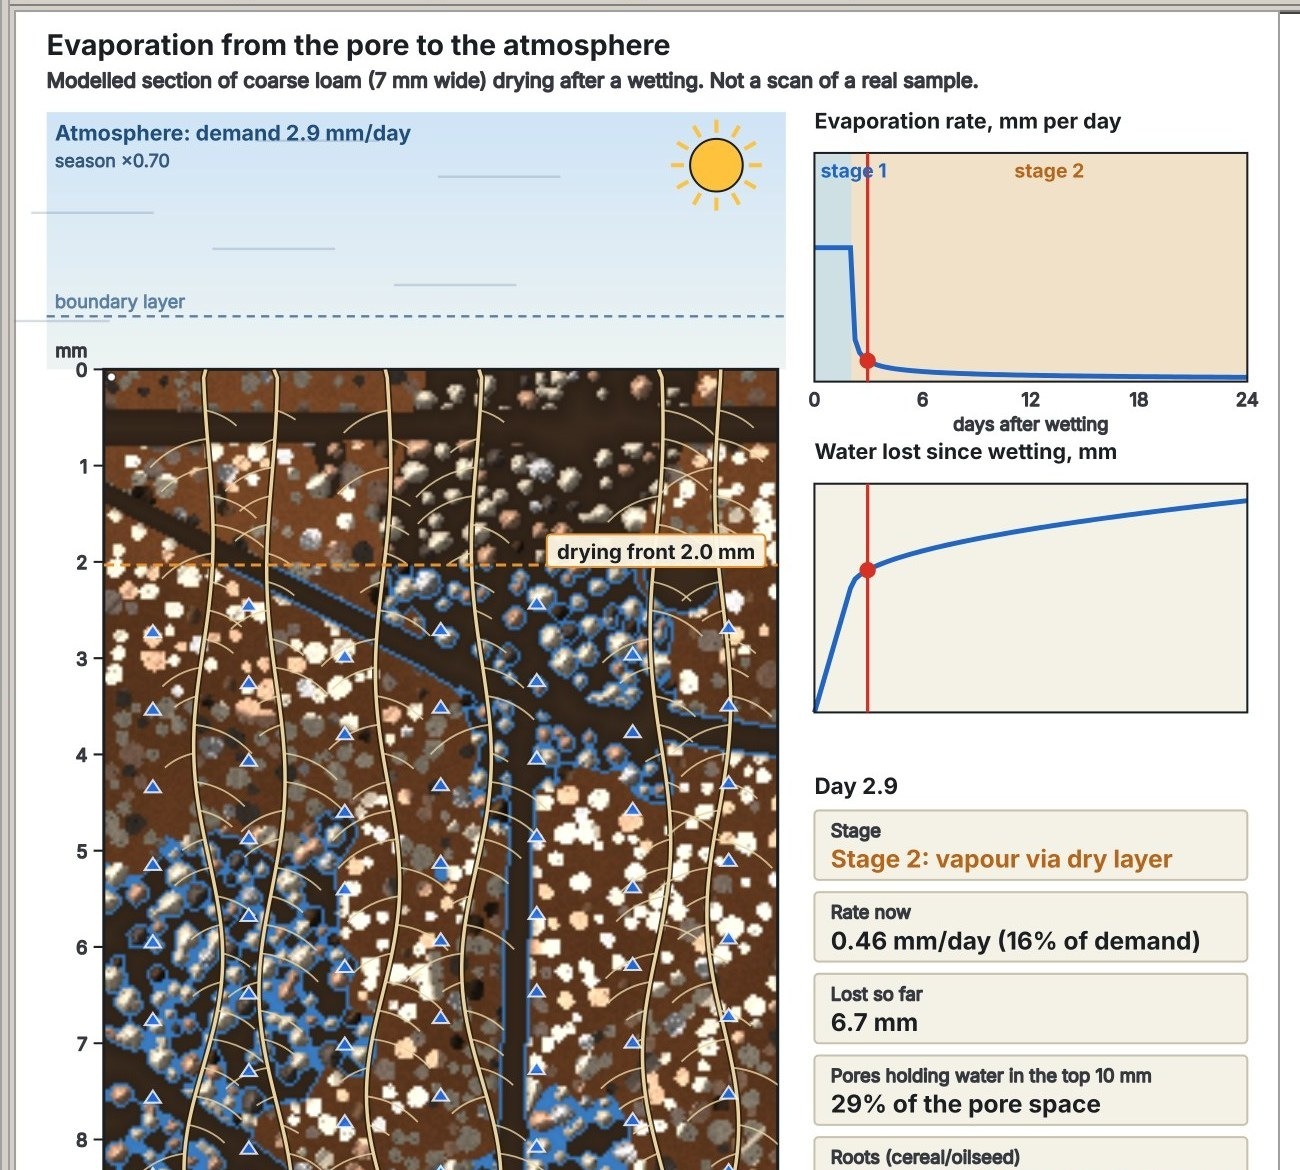 Evaporation from the pore to the atmosphere
Modelled section of coarse loam (7 mm wide) drying after a wetting. Not a scan of a real sample.
Atmosphere: demand 2.9 mm/day
season ×0.70
boundary layer
mm
0
1
2
3
4
5
6
7
8
drying front 2.0 mm
Evaporation rate, mm per day
stage 1
stage 2
0 6 12 18 24
days after wetting
Water lost since wetting, mm
Day 2.9
Stage
Stage 2: vapour via dry layer
Rate now
0.46 mm/day (16% of demand)
Lost so far
6.7 mm
Pores holding water in the top 10 mm
29% of the pore space
Roots (cereal/oilseed)